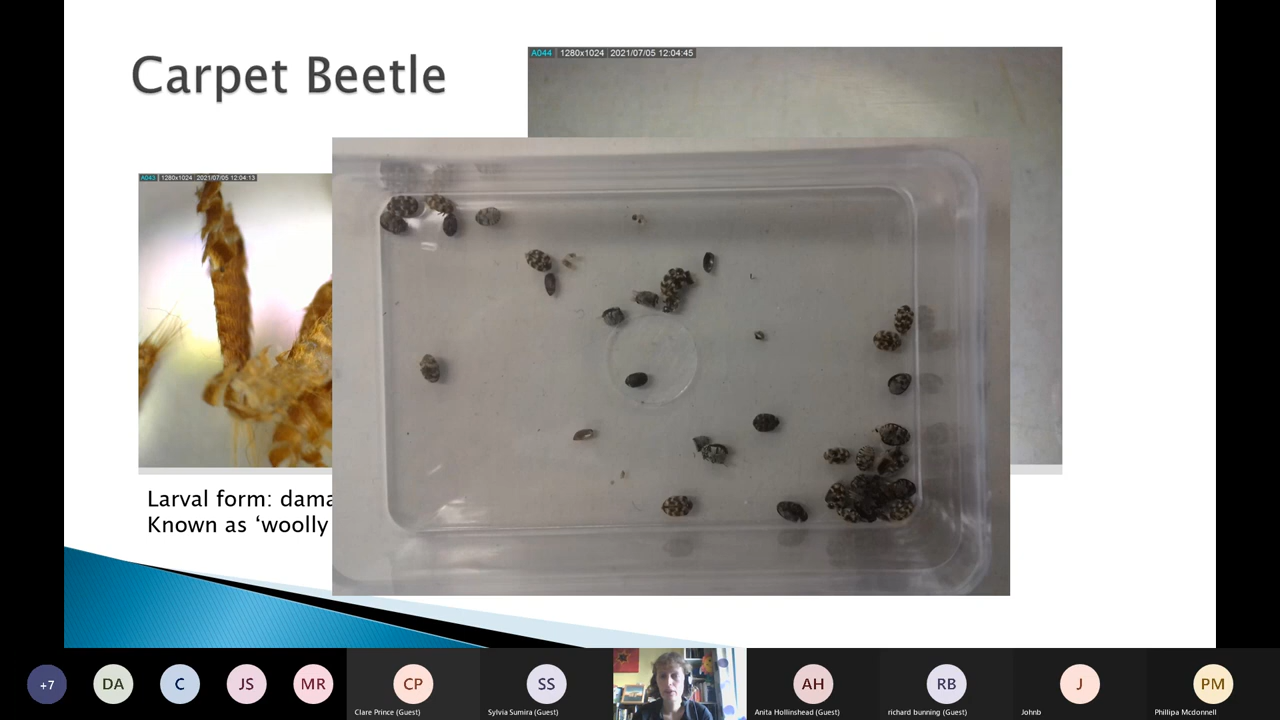 Carpet Beetle
A044 1280x1024 2021/07/05 12:04:45
A043 1280x1024 2021/07/05 12:04:13
Larval form: dama
Known as ‘woolly
+7
DA
C
JS
MR
CP
Clare Prince (Guest)
SS
Sylvia Sumira (Guest)
AH
Anita Hollinshead (Guest)
RB
richard bunning (Guest)
J
Johnb
PM
Phillipa Mcdonnell